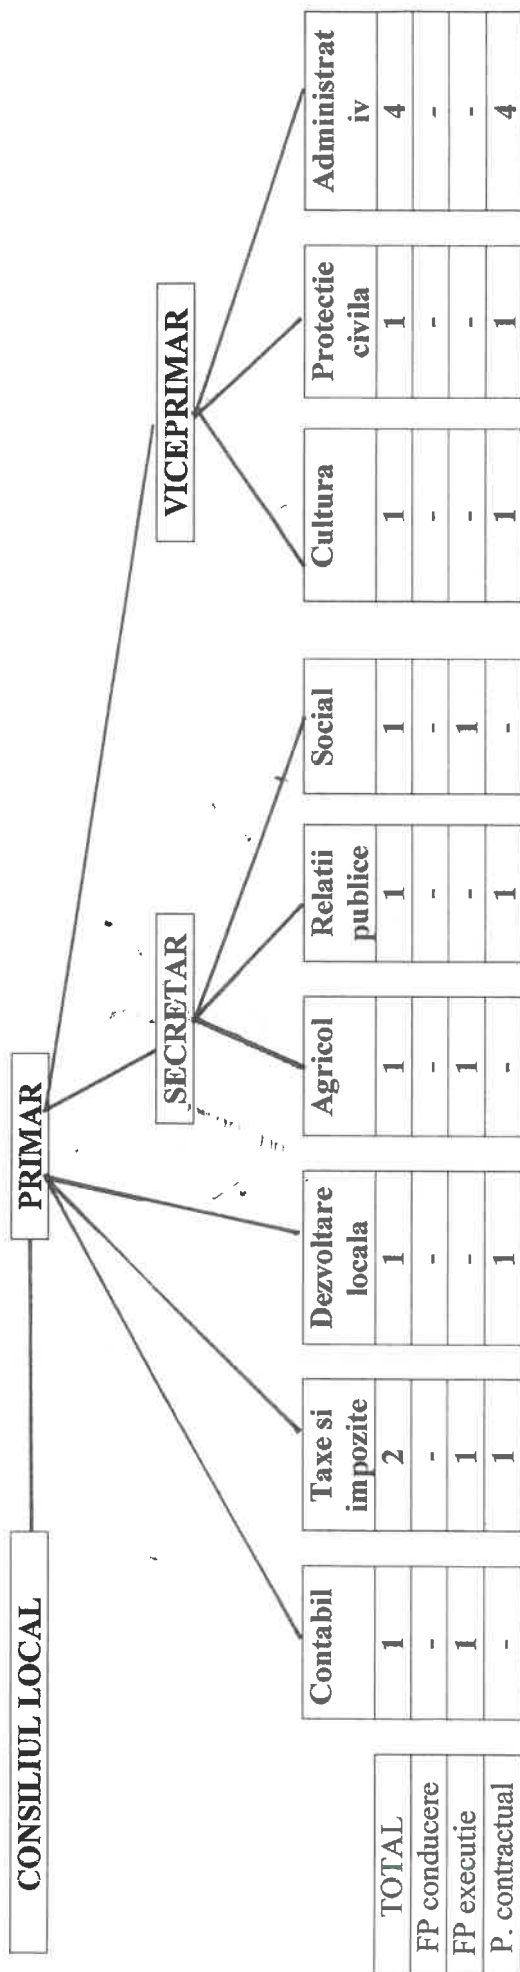 CONSILIUL LOCAL
PRIMAR
SECRETAR
VICEPRIMAR
TOTAL
FP conducere
FP executie
P. contractual
Contabil
1
-
1
-
Taxe si
impozite
2
-
1
1
Dezvoltare
locala
1
-
-
1
Agricol
1
-
1
-
Relatii
publice
1
-
-
1
Social
1
-
1
-
Cultura
1
-
-
1
Protectie
civila
1
-
-
1
Administrat
iv
4
-
-
4